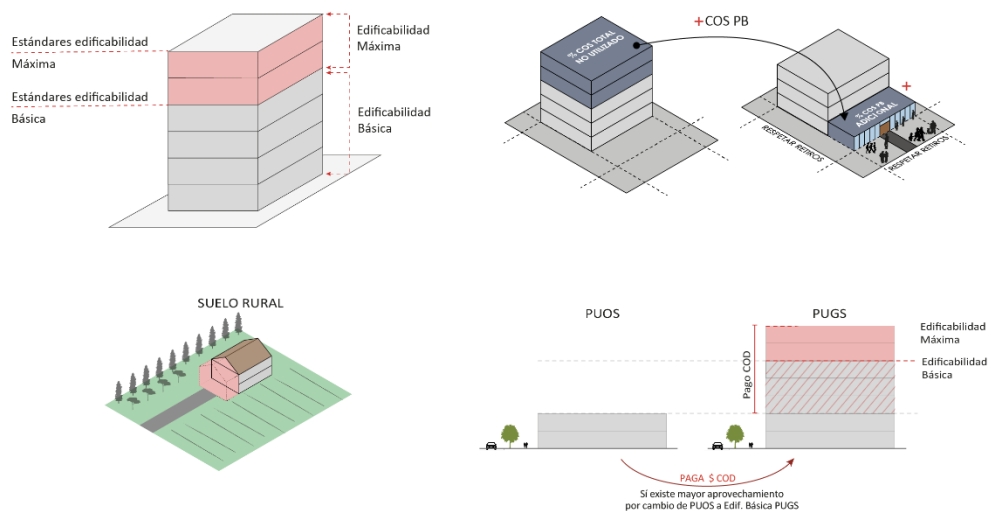 Estándares edificabilidad
Máxima
Estándares edificabilidad
Básica
Edificabilidad
Máxima
Edificabilidad
Básica
+COS PB
% COS TOTAL
NO UTILIZADO
+
% COS PB
ADICIONAL
RESPETAR RETIROS
RESPETAR RETIROS
SUELO RURAL
PUOS
PUGS
Edificabilidad
Máxima
Edificabilidad
Básica
Pago COD
PAGA $ COD
Sí existe mayor aprovechamiento
por cambio de PUOS a Edif. Básica PUGS